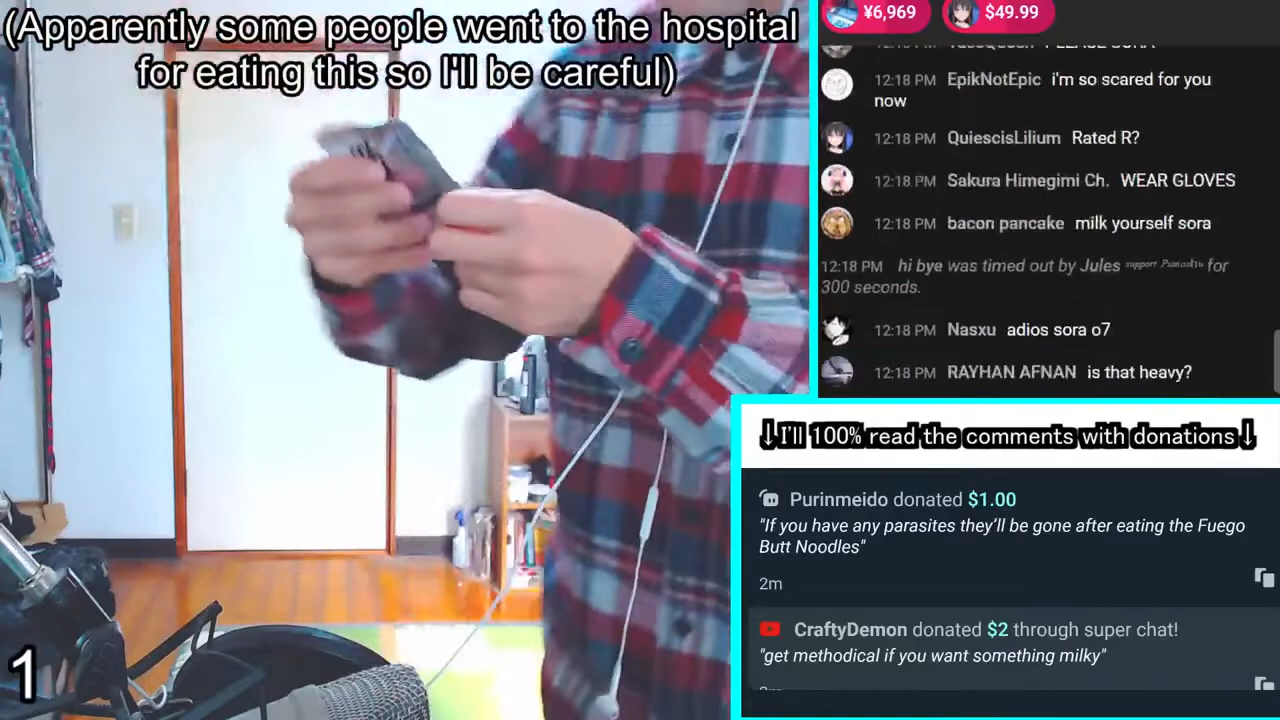 (Apparently some people went to the hospital
for eating this so I'll be careful)
1
¥6,969
$49.99
12:18 PM EpikNotEpic i'm so scared for you
now
12:18 PM QuiescisLilium Rated R?
12:18 PM Sakura Himegimi Ch. WEAR GLOVES
12:18 PM bacon pancake milk yourself sora
12:18 PM hi bye was timed out by Jules support for
300 seconds.
12:18 PM Nasxu adios sora o7
12:18 PM RAYHAN AFNAN is that heavy?
↓I'll 100% read the comments with donations↓
Purinmeido donated $1.00
"If you have any parasites they'll be gone after eating the Fuego
Butt Noodles"
2m
CraftyDemon donated $2 through super chat!
"get methodical if you want something milky"